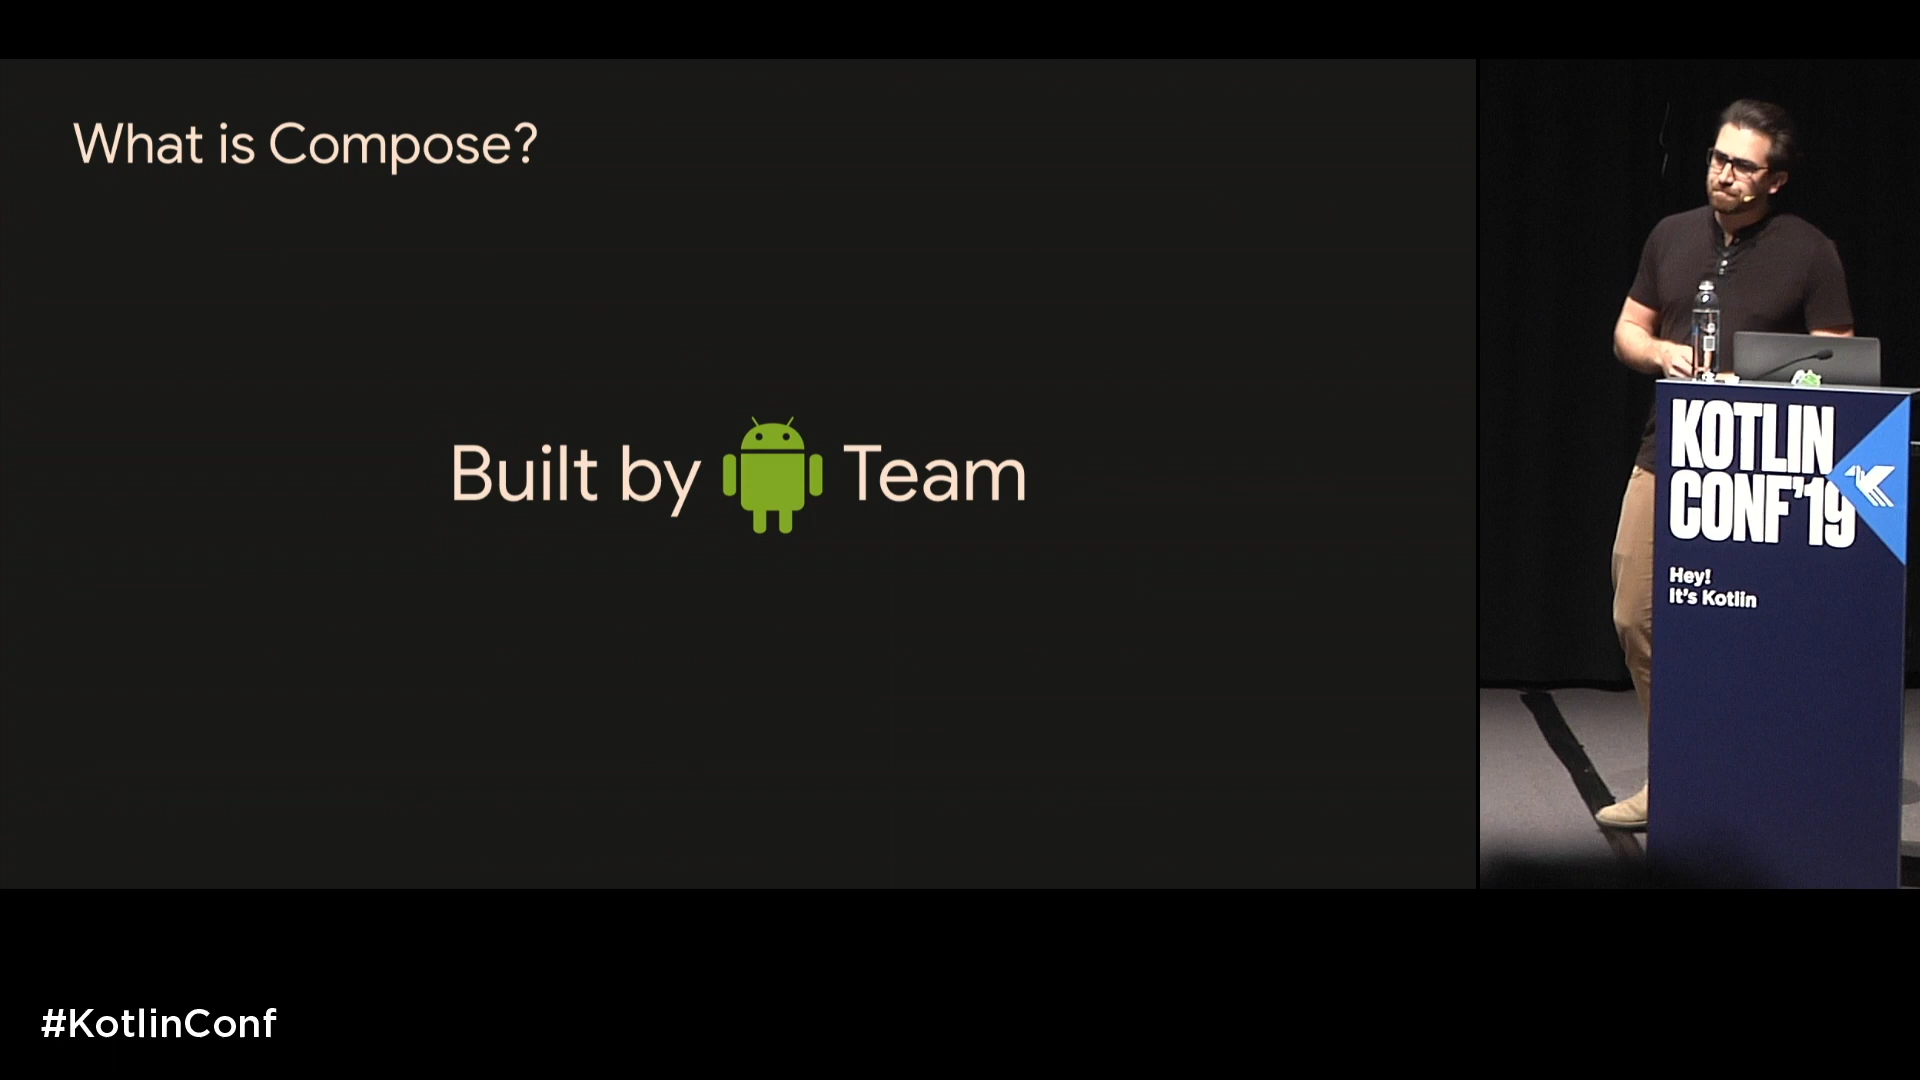 What is Compose?
Built by Team
KOTLIN
CONF'19
Hey!
It's Kotlin
#KotlinConf